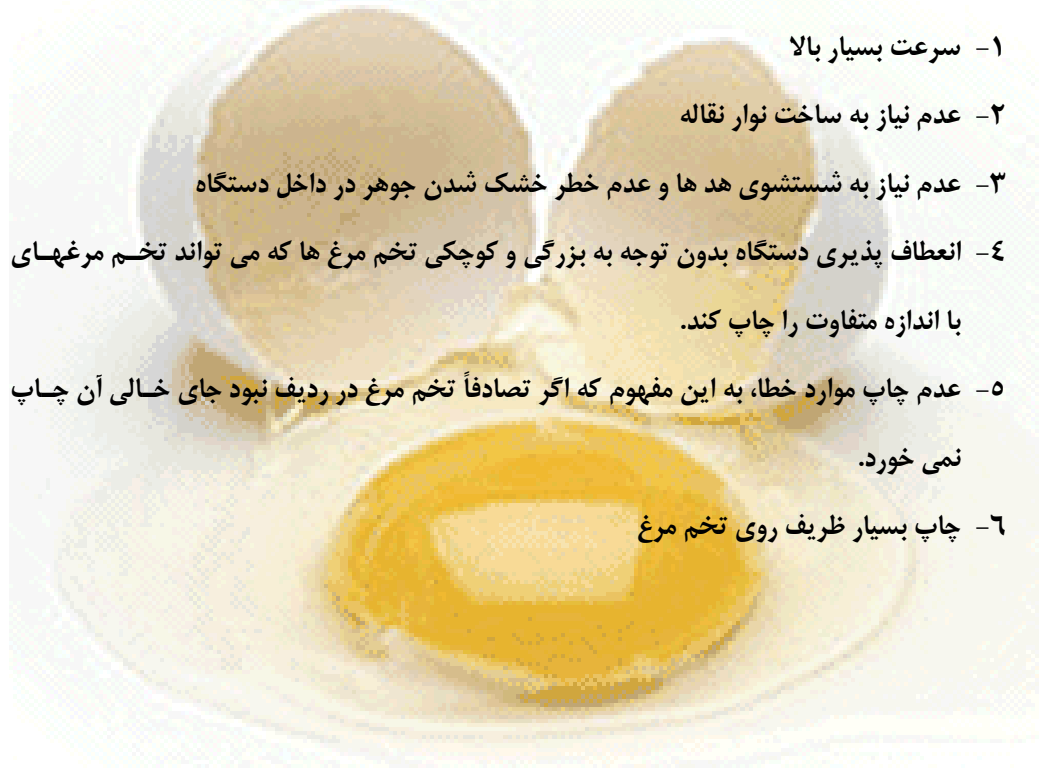 ۱- سرعت بسیار بالا
۲- عدم نیاز به ساخت نوار نقاله
۳- عدم نیاز به شستشوی هد ها و عدم خطر خشک شدن جوهر در داخل دستگاه
٤- انعطاف پذیری دستگاه بدون توجه به بزرگی و کوچکی تخم مرغ ها که می تواند تخـم مرغهـای
با اندازه متفاوت را چاپ کند.
٥- عدم چاپ موارد خطا، به این مفهوم که اگر تصادفاً تخم مرغ در ردیف نبود جای خـالی آن چـاپ
نمی خورد.
٦- چاپ بسیار ظریف روی تخم مرغ